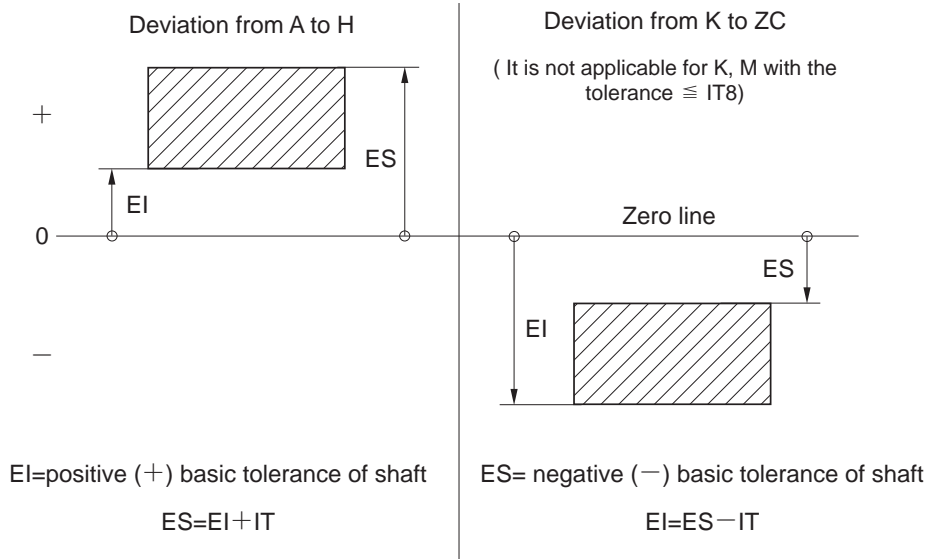 Deviation from A to H
+
ES
EI
0
−
EI=positive (+) basic tolerance of shaft
ES=EI+IT
Deviation from K to ZC
( It is not applicable for K, M with the
tolerance ≦ IT8)
Zero line
ES
EI
ES= negative (−) basic tolerance of shaft
EI=ES−IT